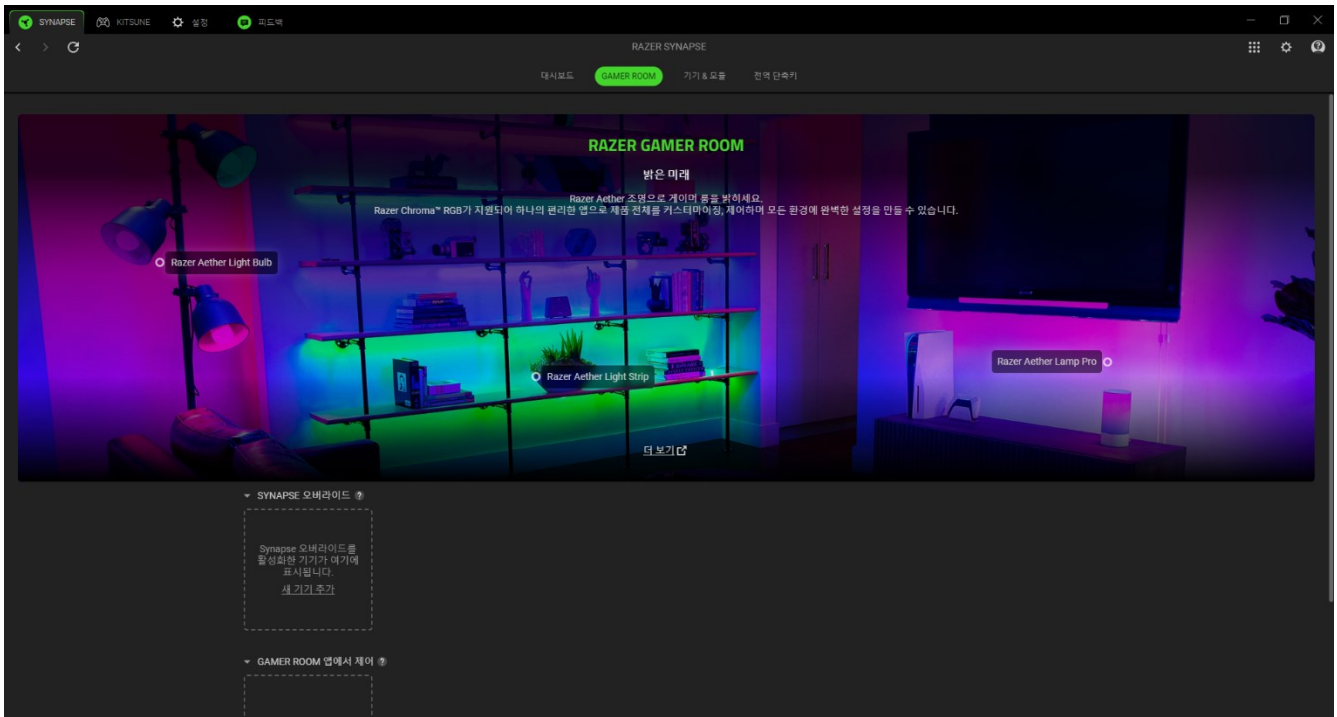 SYNAPSE
KITSUNE
설정
피드백
RAZER SYNAPSE
대시보드
GAMER ROOM
기기 & 모듈
전역 단축키
RAZER GAMER ROOM
밝은 미래
Razer Aether 조명으로 게이머 룸을 밝히세요.
Razer Chroma™ RGB가 지원되어 하나의 편리한 앱으로 제품 전체를 커스터마이징, 제어하며 모든 환경에 완벽한 설정을 만들 수 있습니다.
Razer Aether Light Bulb
Razer Aether Light Strip
Razer Aether Lamp Pro
더 보기
SYNAPSE 오버라이드 ?
Synapse 오버라이드를
활성화한 기기가 여기에
표시됩니다.
새 기기 추가
GAMER ROOM 앱에서 제어 ?